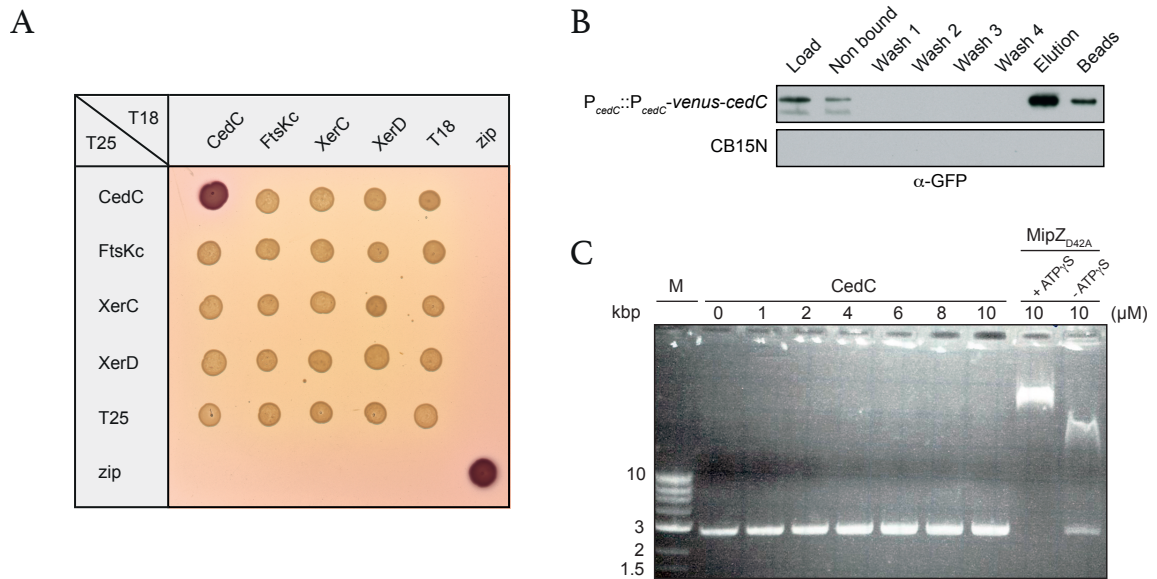 A
T18
T25
CedC FtsKc XerC XerD T18 zip
CedC
FtsKc
XerC
XerD
T25
zip
B
Load Non bound Wash 1 Wash 2 Wash 3 Wash 4 Elution Beads
PcedC::PcedC-venus-cedC
CB15N
α-GFP
C
MipZD42A
+ ATPγS - ATPγS
M CedC
kbp 0 1 2 4 6 8 10 10 10 (µM)
10
3
2
1.5